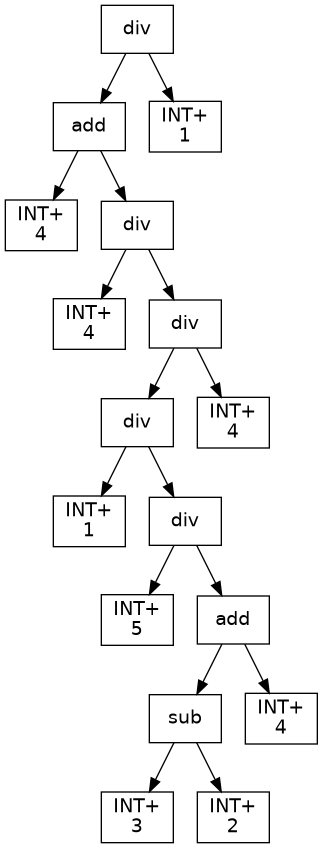 div
add
INT+
1
INT+
4
div
INT+
4
div
div
INT+
4
INT+
1
div
INT+
5
add
sub
INT+
4
INT+
3
INT+
2